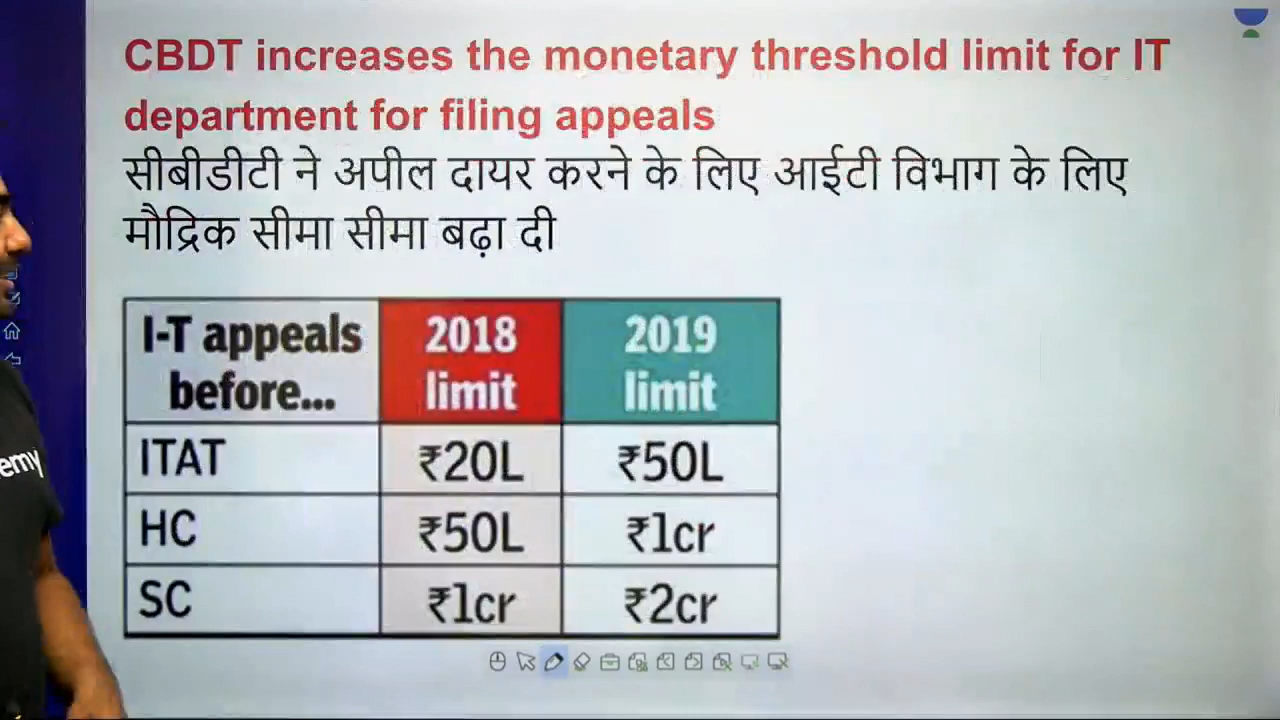 CBDT increases the monetary threshold limit for IT
department for filing appeals
सीबीडीटी ने अपील दायर करने के लिए आईटी विभाग के लिए
मौद्रिक सीमा सीमा बढ़ा दी
I-T appeals before... 2018 limit 2019 limit
ITAT ₹20L ₹50L
HC ₹50L ₹1cr
SC ₹1cr ₹2cr
emy